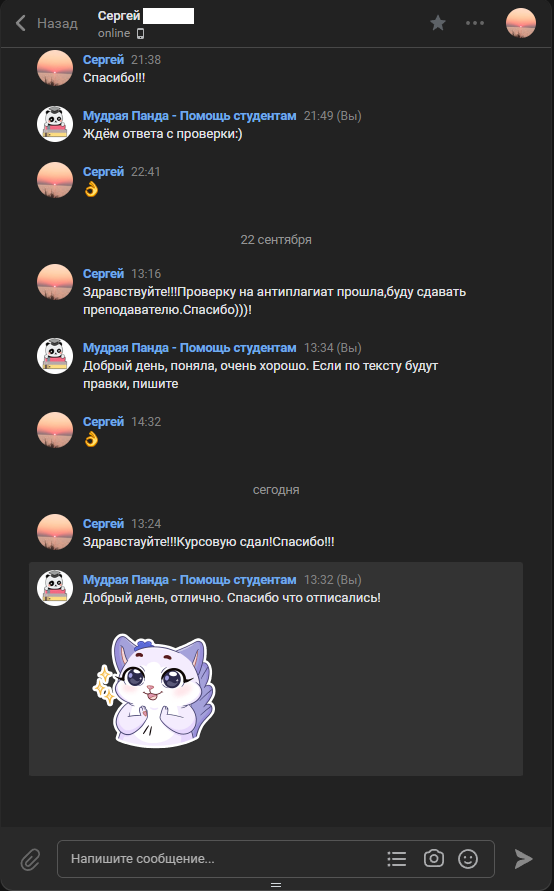 Назад
Сергей
online
Сергей 21:38
Спасибо!!!
Мудрая Панда - Помощь студентам 21:49 (Вы)
Ждём ответа с проверки:)
Сергей 22:41
22 сентября
Сергей 13:16
Здравствуйте!!!Проверку на антиплагиат прошла,буду сдавать
преподавателю.Спасибо)))!
Мудрая Панда - Помощь студентам 13:34 (Вы)
Добрый день, поняла, очень хорошо. Если по тексту будут
правки, пишите
Сергей 14:32
сегодня
Сергей 13:24
Здравстауйте!!!Курсовую сдал!Спасибо!!!
Мудрая Панда - Помощь студентам 13:32 (Вы)
Добрый день, отлично. Спасибо что отписались!
Напишите сообщение...